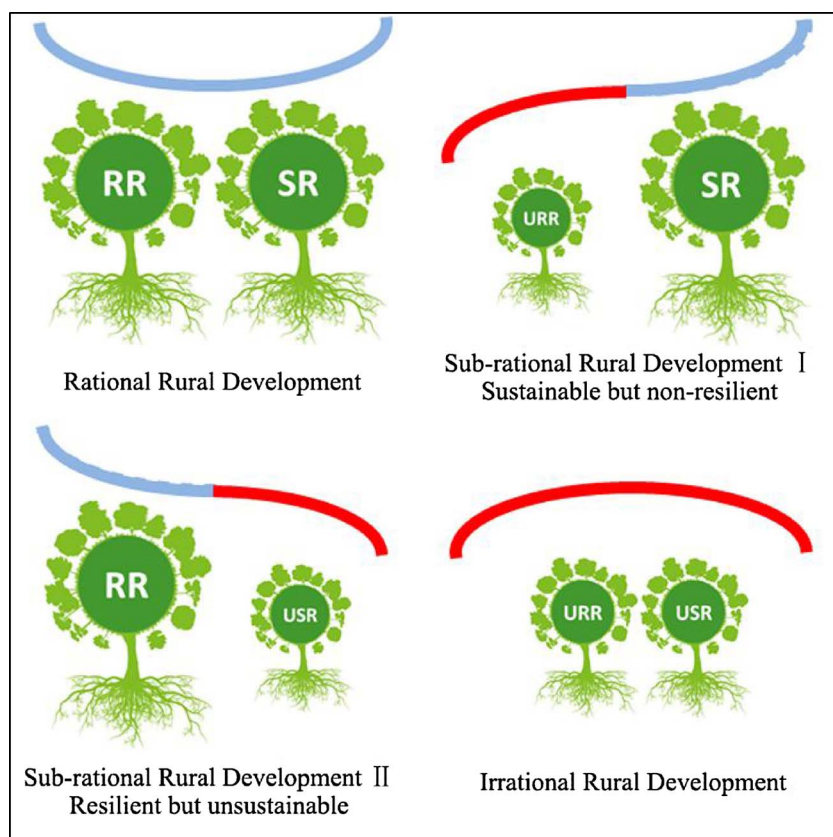 RR
SR
Rational Rural Development
URR
SR
Sub-rational Rural Development Ⅰ
Sustainable but non-resilient
RR
USR
Sub-rational Rural Development Ⅱ
Resilient but unsustainable
URR
USR
Irrational Rural Development